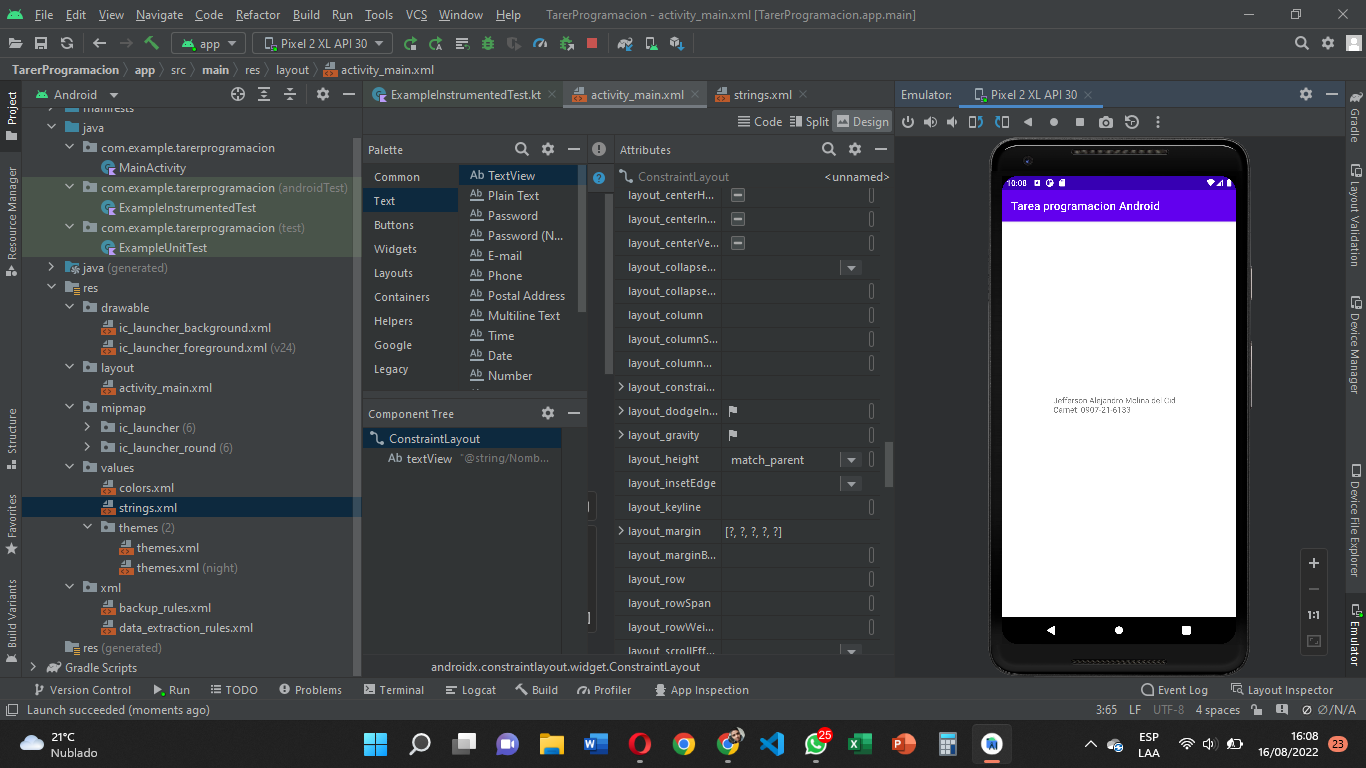 File Edit View Navigate Code Refactor Build Run Tools VCS Window Help TarerProgramacion - activity_main.xml [TarerProgramacion.app.main]
app Pixel 2 XL API 30
TarerProgramacion app src main res layout activity_main.xml
Project
Resource Manager
Structure
Favorites
Build Variants
Android
manifests
java
com.example.tarerprogramacion
MainActivity
com.example.tarerprogramacion (androidTest)
ExampleInstrumentedTest
com.example.tarerprogramacion (test)
ExampleUnitTest
java (generated)
res
drawable
ic_launcher_background.xml
ic_launcher_foreground.xml (v24)
layout
activity_main.xml
mipmap
ic_launcher (6)
ic_launcher_round (6)
values
colors.xml
strings.xml
themes (2)
themes.xml
themes.xml (night)
xml
backup_rules.xml
data_extraction_rules.xml
res (generated)
Gradle Scripts
ExampleInstrumentedTest.kt activity_main.xml strings.xml
Code Split Design
Palette
Common
Text
Buttons
Widgets
Layouts
Containers
Helpers
Google
Legacy
Ab TextView
Ab Plain Text
Ab Password
Ab Password (N...
Ab E-mail
Ab Phone
Ab Postal Address
Ab Multiline Text
Ab Time
Ab Date
Ab Number
Component Tree
ConstraintLayout
Ab textView "@string/Nomb...
Attributes
ConstraintLayout <unnamed>
layout_centerH...
layout_centerIn...
layout_centerVe...
layout_collapse...
layout_collapse...
layout_column
layout_columnS...
layout_column...
layout_constrai...
layout_dodgeIn...
layout_gravity
layout_height match_parent
layout_insetEdge
layout_keyline
layout_margin [?, ?, ?, ?, ?]
layout_marginB...
layout_row
layout_rowSpan
layout_rowWei...
layout_scrollEff...
androidx.constraintlayout.widget.ConstraintLayout
Emulator: Pixel 2 XL API 30
10:08
Tarea programacion Android
Jefferson Alejandro Molina del Cid
Carnet: 0907-21-6133
1:1
Gradle
Layout Validation
Device Manager
Device File Explorer
Emulator
Version Control Run TODO Problems Terminal Logcat Build Profiler App Inspection Event Log Layout Inspector
Launch succeeded (moments ago) 3:65 LF UTF-8 4 spaces Ø/N/A
21°C
Nublado
25
ESP
LAA
16:08
16/08/2022
23